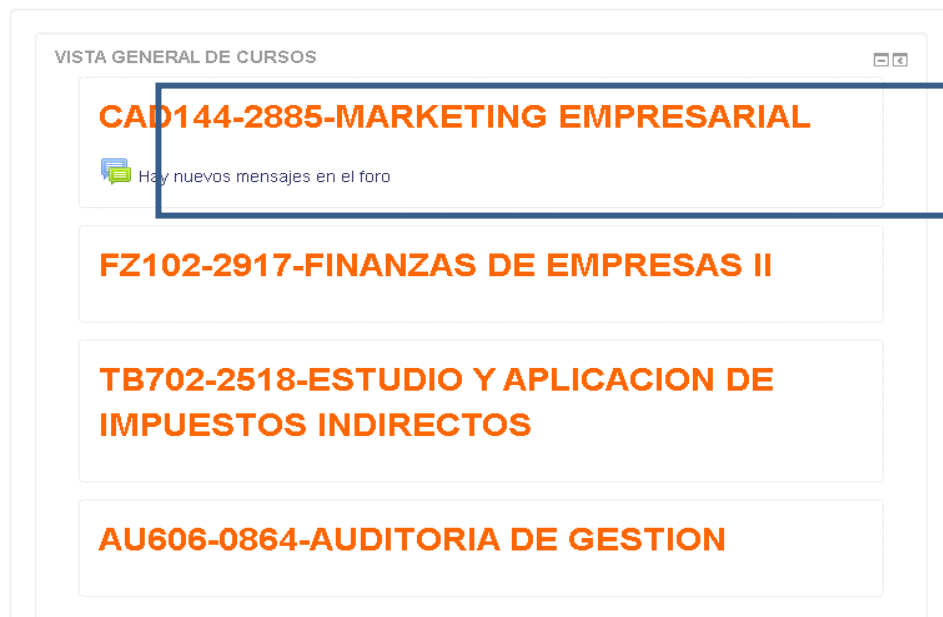 VISTA GENERAL DE CURSOS
CAD144-2885-MARKETING EMPRESARIAL
Hay nuevos mensajes en el foro
FZ102-2917-FINANZAS DE EMPRESAS II
TB702-2518-ESTUDIO Y APLICACION DE
IMPUESTOS INDIRECTOS
AU606-0864-AUDITORIA DE GESTION